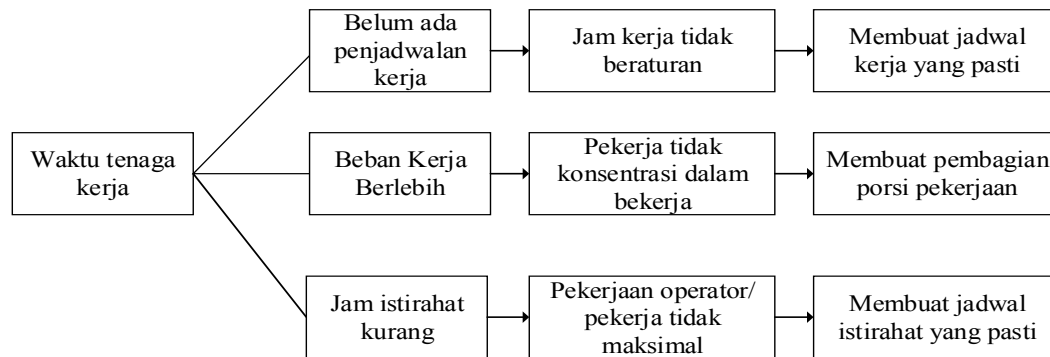 Belum ada
penjadwalan
kerja
Jam kerja tidak
beraturan
Membuat jadwal
kerja yang pasti
Waktu tenaga
kerja
Beban Kerja
Berlebih
Pekerja tidak
konsentrasi dalam
bekerja
Membuat pembagian
porsi pekerjaan
Jam istirahat
kurang
Pekerjaan operator/
pekerja tidak
maksimal
Membuat jadwal
istirahat yang pasti